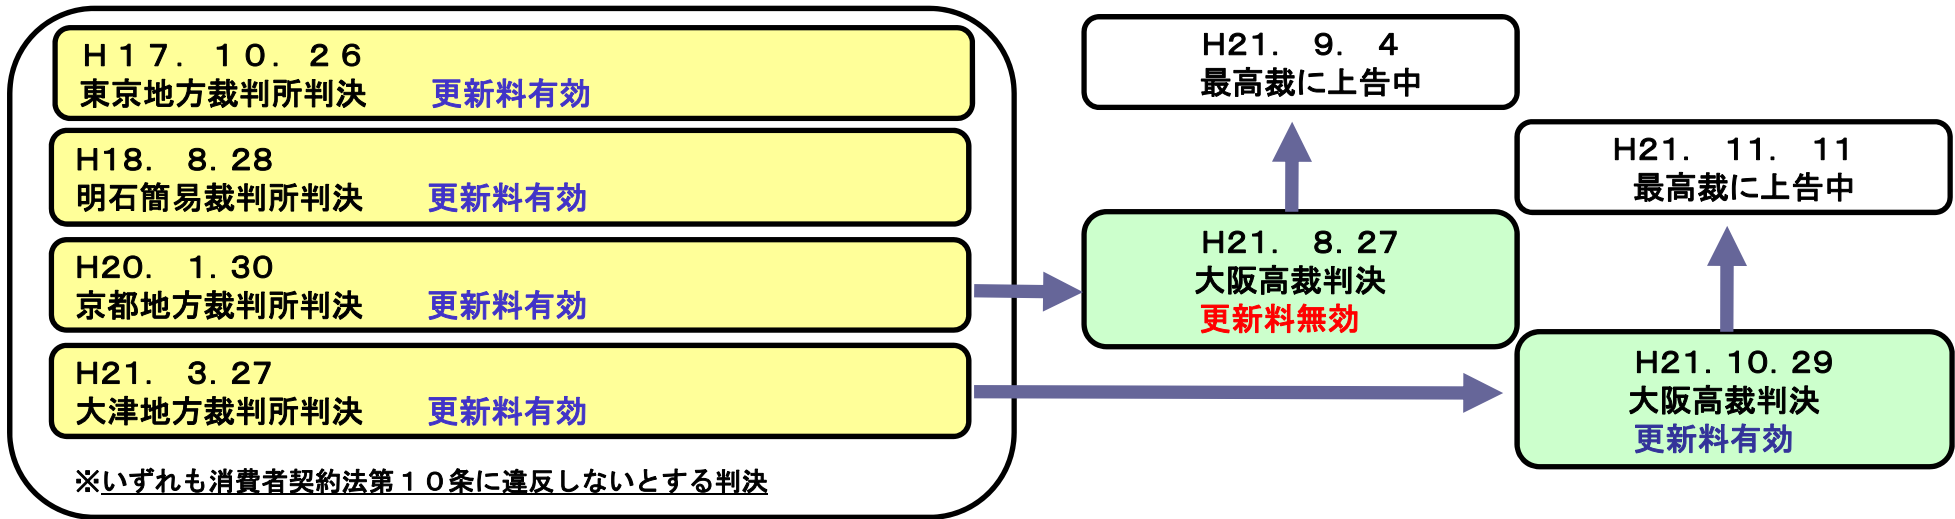 Ｈ１７．　１０．　２６
東京地方裁判所判決　　更新料有効
H18.　8. 28
明石簡易裁判所判決　　更新料有効
H20.　1. 30
京都地方裁判所判決　　更新料有効
H21.　3. 27
大津地方裁判所判決　　更新料有効
※いずれも消費者契約法第１０条に違反しないとする判決
H21.　9.　4
最高裁に上告中
H21.　8. 27
大阪高裁判決
更新料無効
H21.　11.　11
最高裁に上告中
H21. 10. 29
大阪高裁判決
更新料有効